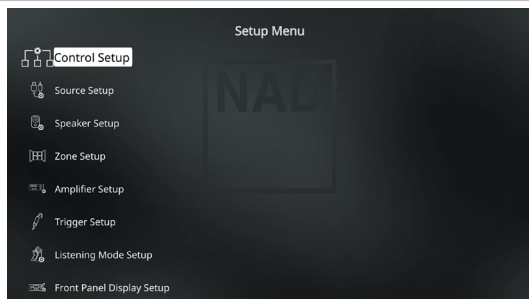 Setup Menu
Control Setup
NAD
Source Setup
Speaker Setup
Zone Setup
Amplifier Setup
Trigger Setup
Listening Mode Setup
Front Panel Display Setup